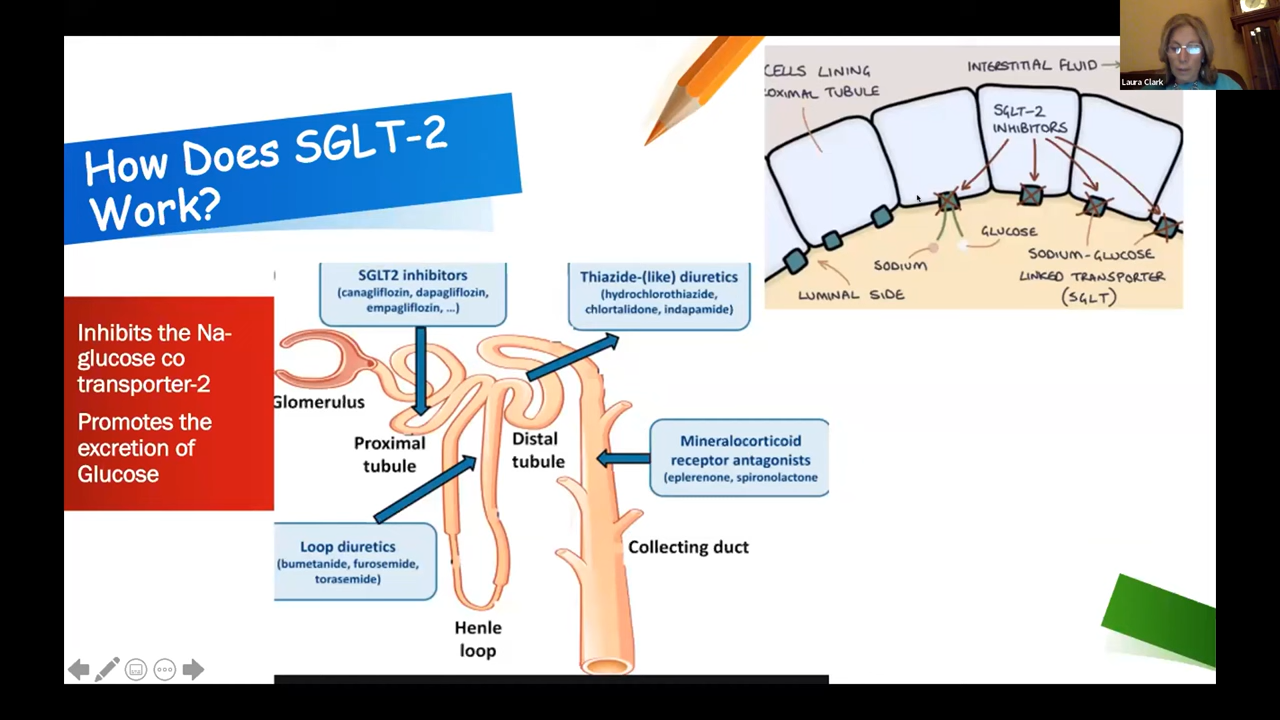 How Does SGLT-2
Work?
Inhibits the Na-
glucose co
transporter-2
Promotes the
excretion of
Glucose
SGLT2 inhibitors
(canagliflozin, dapagliflozin,
empagliflozin, ...)
Thiazide-(like) diuretics
(hydrochlorothiazide,
chlortalidone, indapamide)
Glomerulus
Proximal
tubule
Distal
tubule
Mineralocorticoid
receptor antagonists
(eplerenone, spironolactone
Loop diuretics
(bumetanide, furosemide,
torasemide)
Collecting duct
Henle
loop
CELLS LINING
OXIMAL TUBULE
INTERSTITIAL FLUID
SGLT-2
INHIBITORS
GLUCOSE
SODIUM
LUMINAL SIDE
SODIUM-GLUCOSE
LINKED TRANSPORTER
(SGLT)
Laura Clark